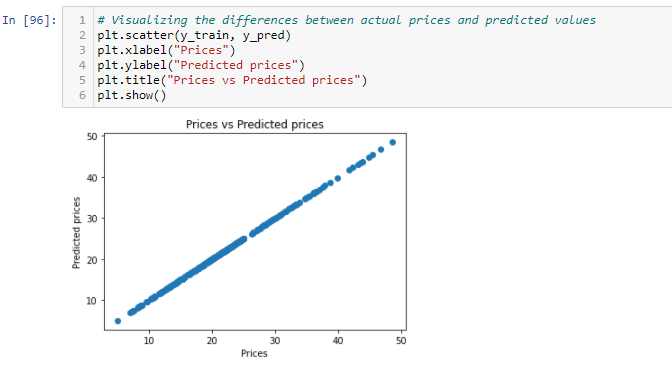 In [96]:
1 # Visualizing the differences between actual prices and predicted values
2 plt.scatter(y_train, y_pred)
3 plt.xlabel("Prices")
4 plt.ylabel("Predicted prices")
5 plt.title("Prices vs Predicted prices")
6 plt.show()
Prices vs Predicted prices
50
40
30
20
10
Predicted prices
10 20 30 40 50
Prices